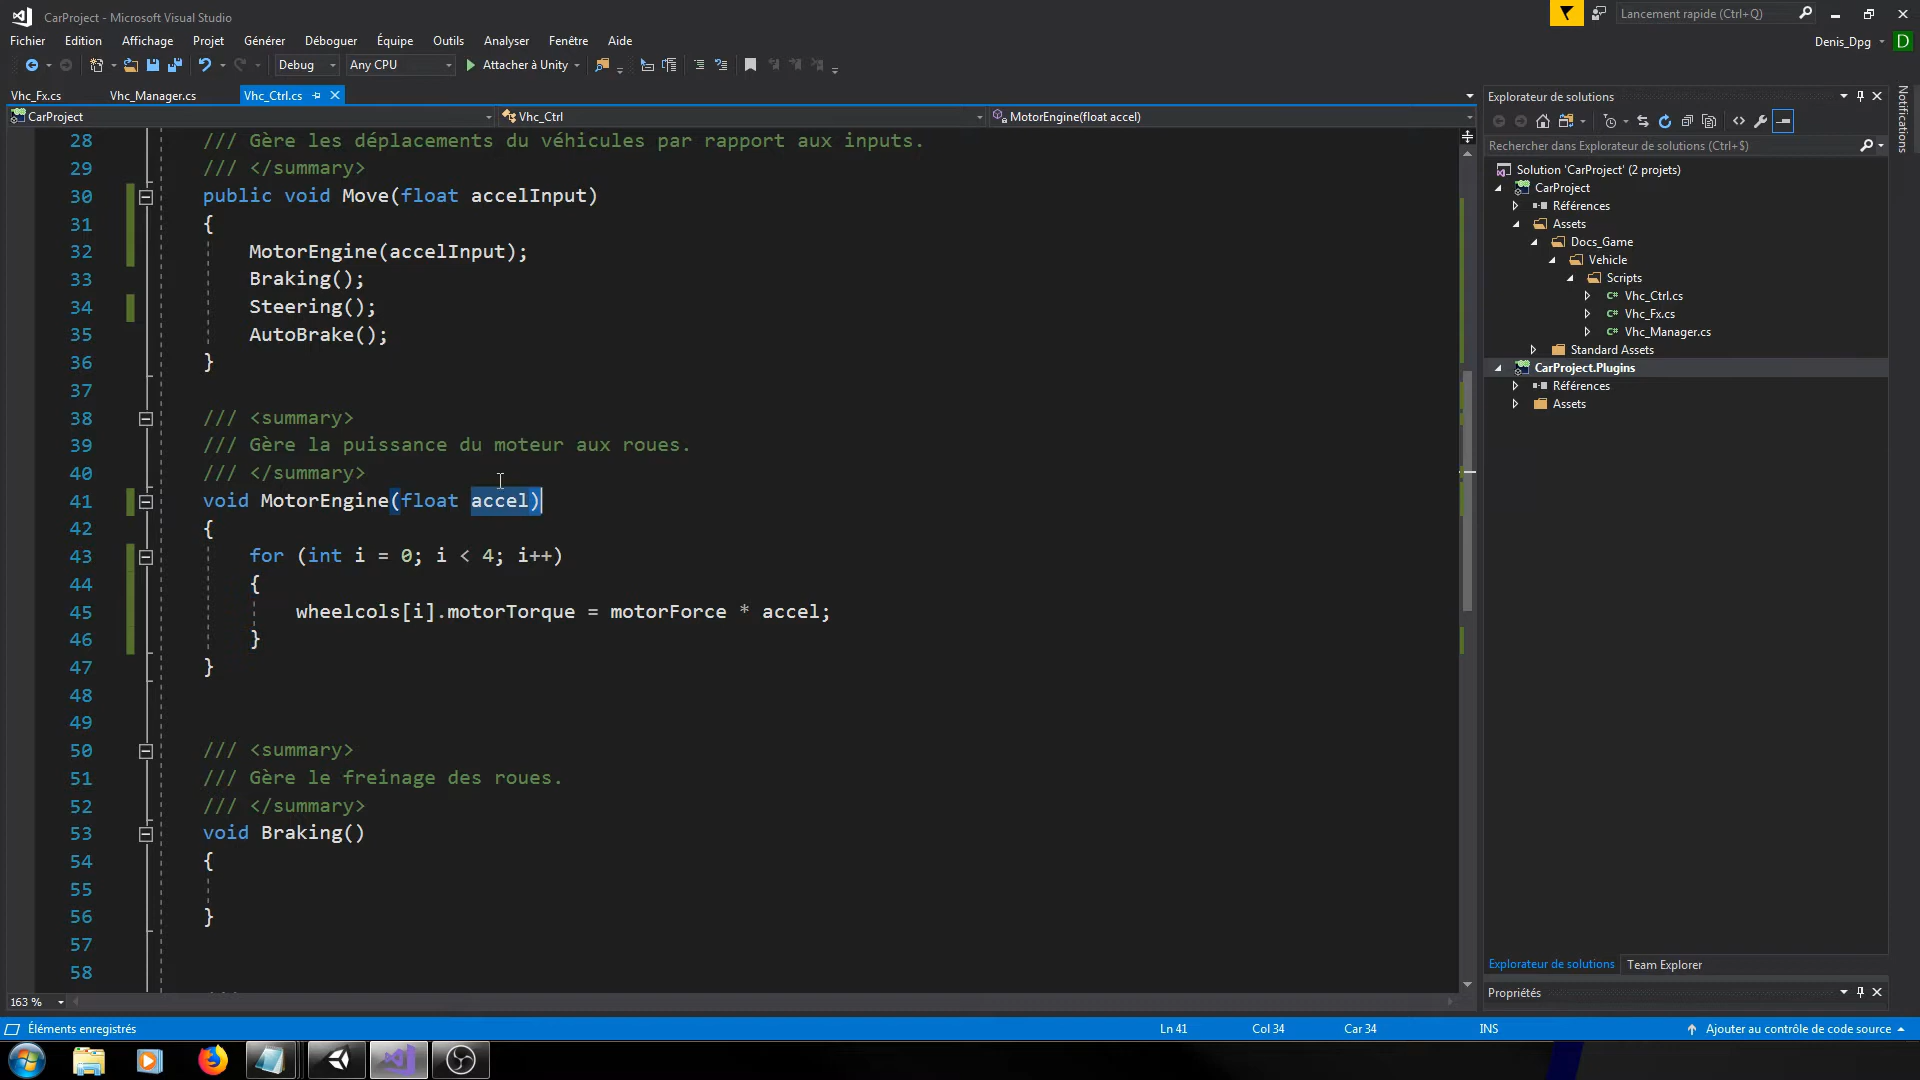 CarProject - Microsoft Visual Studio
Lancement rapide (Ctrl+Q)
Fichier Edition Affichage Projet Générer Déboguer Équipe Outils Analyser Fenêtre Aide
Denis_Dpg D
Debug Any CPU Attacher à Unity
Vhc_Fx.cs Vhc_Manager.cs Vhc_Ctrl.cs
CarProject Vhc_Ctrl MotorEngine(float accel)
28 /// Gère les déplacements du véhicules par rapport aux inputs.
29 /// </summary>
30 public void Move(float accelInput)
31 {
32 MotorEngine(accelInput);
33 Braking();
34 Steering();
35 AutoBrake();
36 }
37
38 /// <summary>
39 /// Gère la puissance du moteur aux roues.
40 /// </summary>
41 void MotorEngine(float accel)
42 {
43 for (int i = 0; i < 4; i++)
44 {
45 wheelcols[i].motorTorque = motorForce * accel;
46 }
47 }
48
49
50 /// <summary>
51 /// Gère le freinage des roues.
52 /// </summary>
53 void Braking()
54 {
55
56 }
57
58
163 %
Explorateur de solutions
Rechercher dans Explorateur de solutions (Ctrl+$)
Solution 'CarProject' (2 projets)
CarProject
Références
Assets
Docs_Game
Vehicle
Scripts
C# Vhc_Ctrl.cs
C# Vhc_Fx.cs
C# Vhc_Manager.cs
Standard Assets
CarProject.Plugins
Références
Assets
Explorateur de solutions Team Explorer
Propriétés
Notifications
Éléments enregistrés Ln 41 Col 34 Car 34 INS Ajouter au contrôle de code source